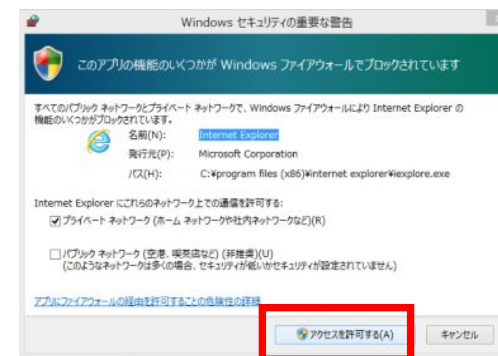 Windows セキュリティの重要な警告
このアプリの機能のいくつかが Windows ファイアウォールでブロックされています
すべてのパブリック ネットワークとプライベート ネットワークで、Windows ファイアウォールにより Internet Explorer の
機能のいくつかがブロックされています。
名前(N): Internet Explorer
発行元(P): Microsoft Corporation
パス(H): C:¥program files (x86)¥internet explorer¥iexplore.exe
Internet Explorer にこれらのネットワーク上での通信を許可する:
プライベート ネットワーク (ホーム ネットワークや社内ネットワークなど)(R)
パブリック ネットワーク (空港、喫茶店など) (非推奨)(U)
(このようなネットワークは多くの場合、セキュリティが低いかセキュリティが設定されていません)
アプリにファイアウォールの経由を許可することの危険性の詳細
アクセスを許可する(A) キャンセル